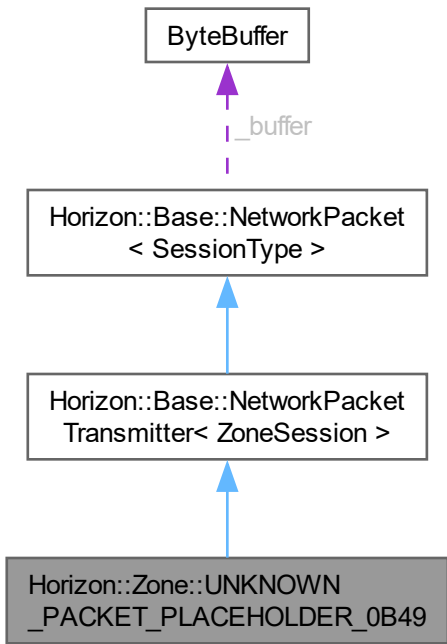 ByteBuffer
_buffer
Horizon::Base::NetworkPacket
< SessionType >
Horizon::Base::NetworkPacket
Transmitter< ZoneSession >
Horizon::Zone::UNKNOWN
_PACKET_PLACEHOLDER_0B49